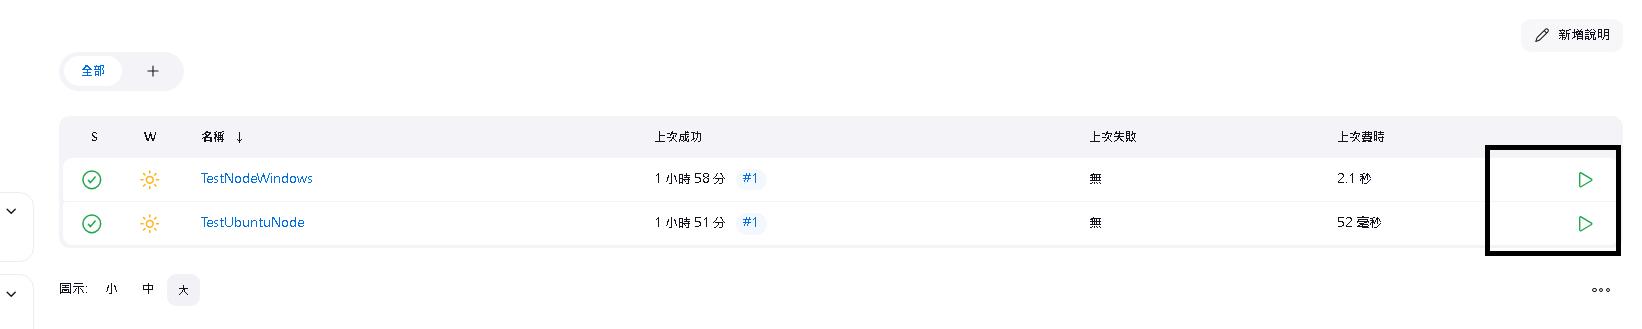 新增說明
全部 +
S W 名稱 ↓ 上次成功 上次失敗 上次費時
TestNodeWindows 1 小時 58 分 #1 無 2.1 秒
TestUbuntuNode 1 小時 51 分 #1 無 52 毫秒
圖示: 小 中 大